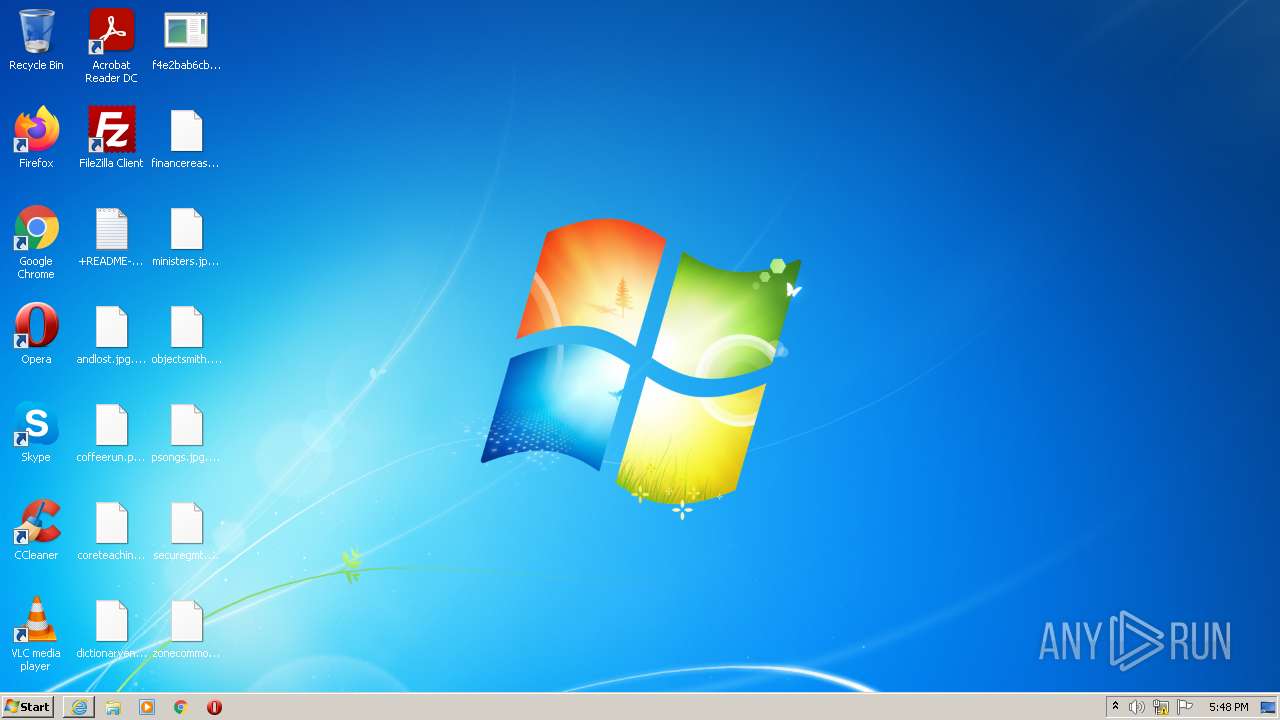 Recycle Bin
Acrobat
Reader DC
f4e2bab6cb...
Firefox
FileZilla Client
financereas...
Google
Chrome
+README-...
ministers.jp...
Opera
andlost.jpg....
objectsmith....
Skype
coffeerun.p...
psongs.jpg....
CCleaner
coreteachin...
securegmt....
VLC media
player
dictionaryen...
zonecommo...
ANY RUN
Start
5:48 PM